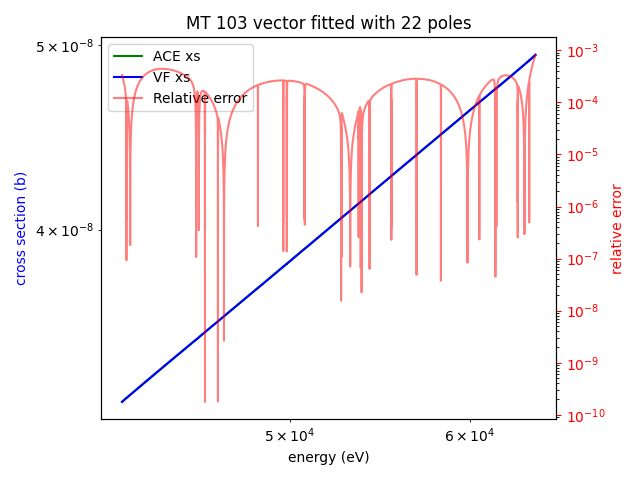 MT 103 vector fitted with 22 poles
ACE xs
VF xs
Relative error
cross section (b)
5 × 10⁻⁸
4 × 10⁻⁸
10⁻³
10⁻⁴
10⁻⁵
10⁻⁶
10⁻⁷
10⁻⁸
10⁻⁹
10⁻¹⁰
relative error
5 × 10⁴
6 × 10⁴
energy (eV)